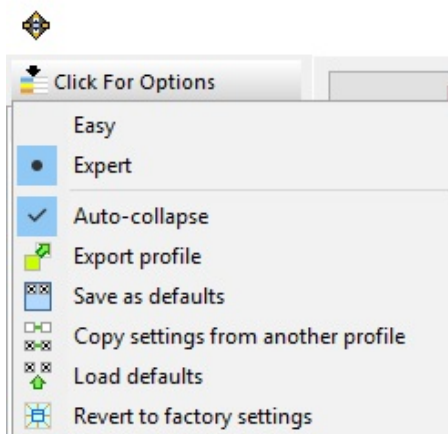 Click For Options
Easy
Expert
Auto-collapse
Export profile
Save as defaults
Copy settings from another profile
Load defaults
Revert to factory settings